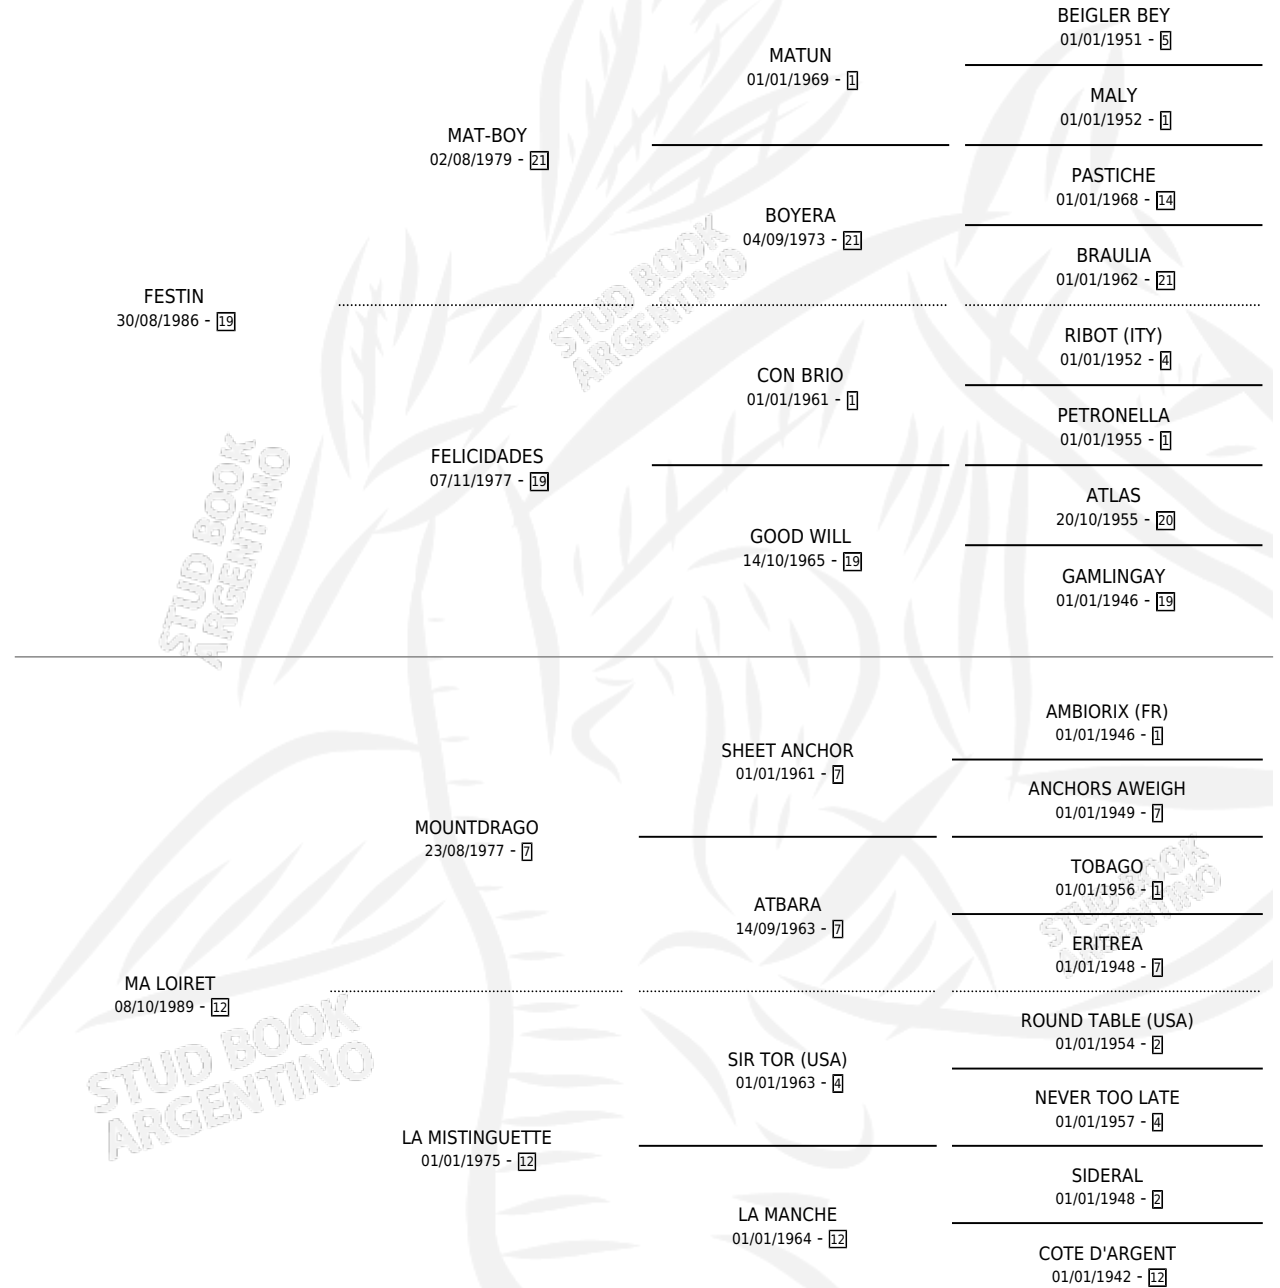 BEIGLER BEY
01/01/1951 - 5
MATUN
01/01/1969 - 1
MALY
01/01/1952 - 1
MAT-BOY
02/08/1979 - 21
PASTICHE
01/01/1968 - 14
BOYERA
04/09/1973 - 21
BRAULIA
01/01/1962 - 21
FESTIN
30/08/1986 - 19
STUD BOOK
ARGENTINO
RIBOT (ITY)
01/01/1952 - 4
CON BRIO
01/01/1961 - 1
PETRONELLA
01/01/1955 - 1
FELICIDADES
07/11/1977 - 19
ATLAS
20/10/1955 - 20
GOOD WILL
14/10/1965 - 19
GAMLINGAY
01/01/1946 - 19
STUD BOOK
ARGENTINO
AMBIORIX (FR)
01/01/1946 - 1
SHEET ANCHOR
01/01/1961 - 7
ANCHORS AWEIGH
01/01/1949 - 7
MOUNTDRAGO
23/08/1977 - 7
TOBAGO
01/01/1956 - 1
ATBARA
14/09/1963 - 7
ERITREA
01/01/1948 - 7
STUD BOOK
ARGENTINO
MA LOIRET
08/10/1989 - 12
ROUND TABLE (USA)
01/01/1954 - 2
SIR TOR (USA)
01/01/1963 - 4
NEVER TOO LATE
01/01/1957 - 4
STUD BOOK
ARGENTINO
LA MISTINGUETTE
01/01/1975 - 12
SIDERAL
01/01/1948 - 2
LA MANCHE
01/01/1964 - 12
COTE D'ARGENT
01/01/1942 - 12